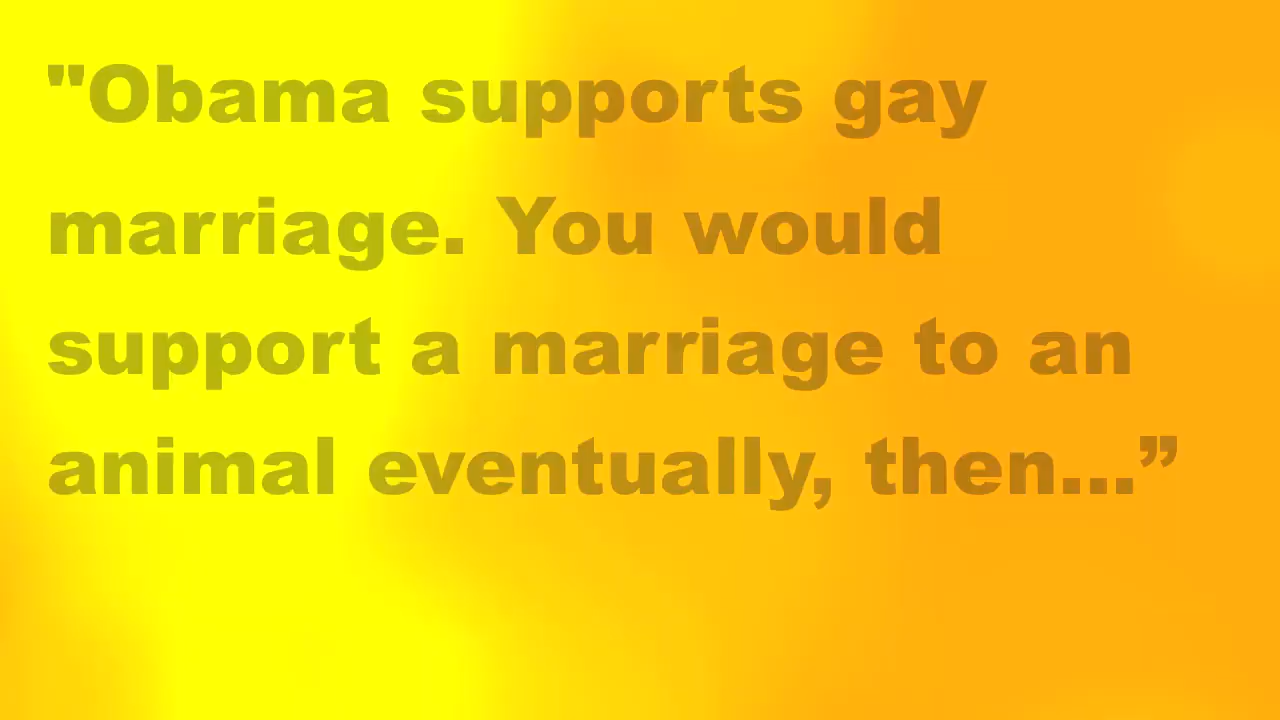 "Obama supports gay
marriage. You would
support a marriage to an
animal eventually, then...”